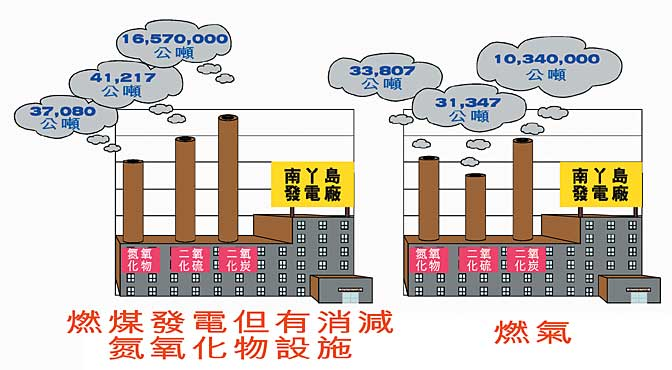 16,570,000
公噸
41,217
公噸
37,080
公噸
南丫島
發電廠
氮氧
化物
二氧
化硫
二氧
化炭
燃煤發電但有消減
氮氧化物設施
33,807
公噸
31,347
公噸
10,340,000
公噸
南丫島
發電廠
氮氧
化物
二氧
化硫
二氧
化炭
燃氣